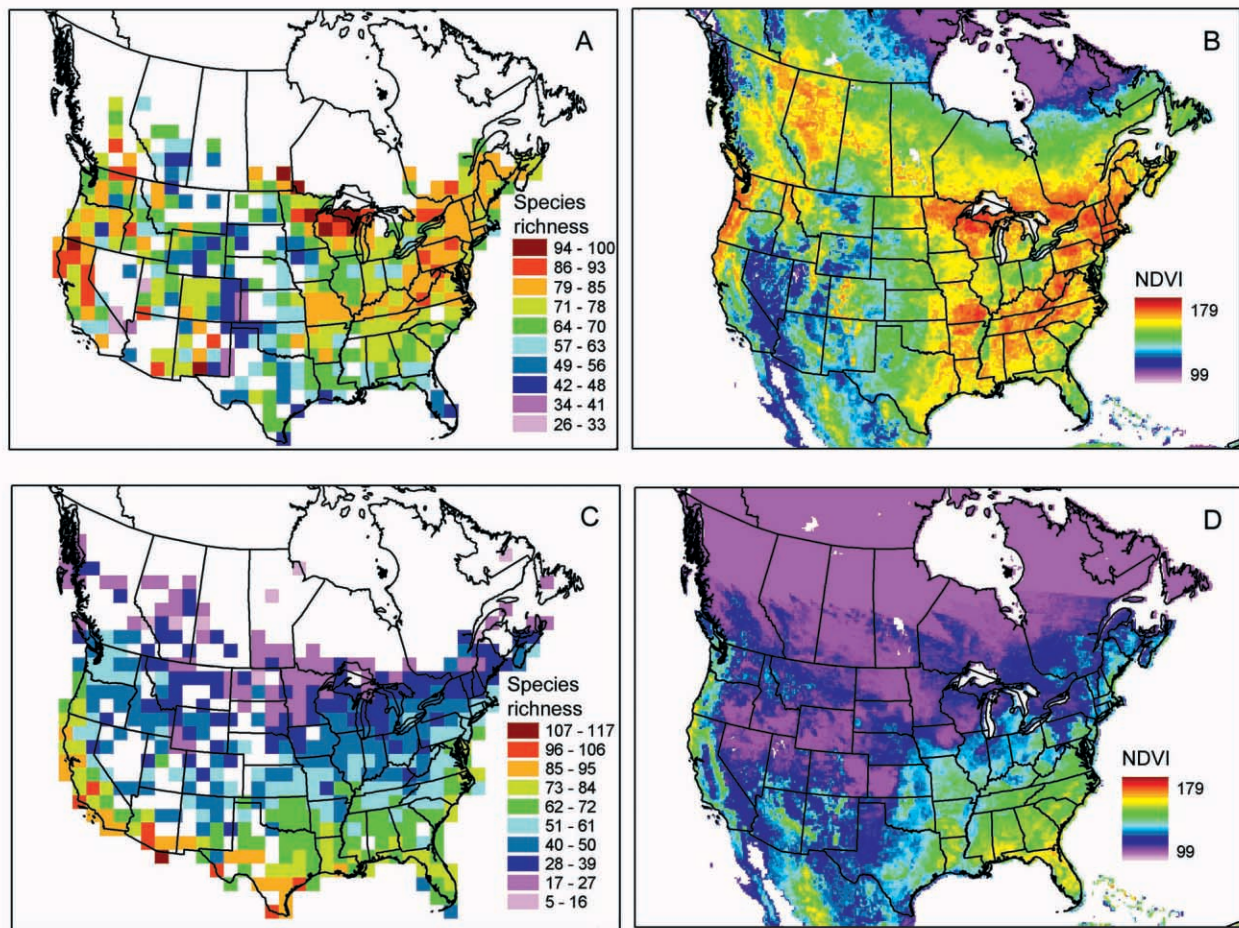 A
Species
richness
94 - 100
86 - 93
79 - 85
71 - 78
64 - 70
57 - 63
49 - 56
42 - 48
34 - 41
26 - 33
B
NDVI
179
99
C
Species
richness
107 - 117
96 - 106
85 - 95
73 - 84
62 - 72
51 - 61
40 - 50
28 - 39
17 - 27
5 - 16
D
NDVI
179
99